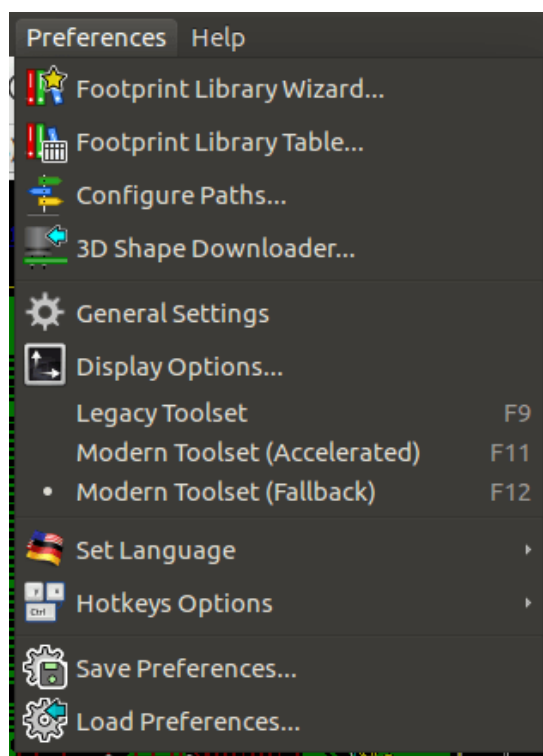 Preferences Help
Footprint Library Wizard...
Footprint Library Table...
Configure Paths...
3D Shape Downloader...
General Settings
Display Options...
Legacy Toolset F9
Modern Toolset (Accelerated) F11
• Modern Toolset (Fallback) F12
Set Language
Hotkeys Options
Ctrl
Save Preferences...
Load Preferences...